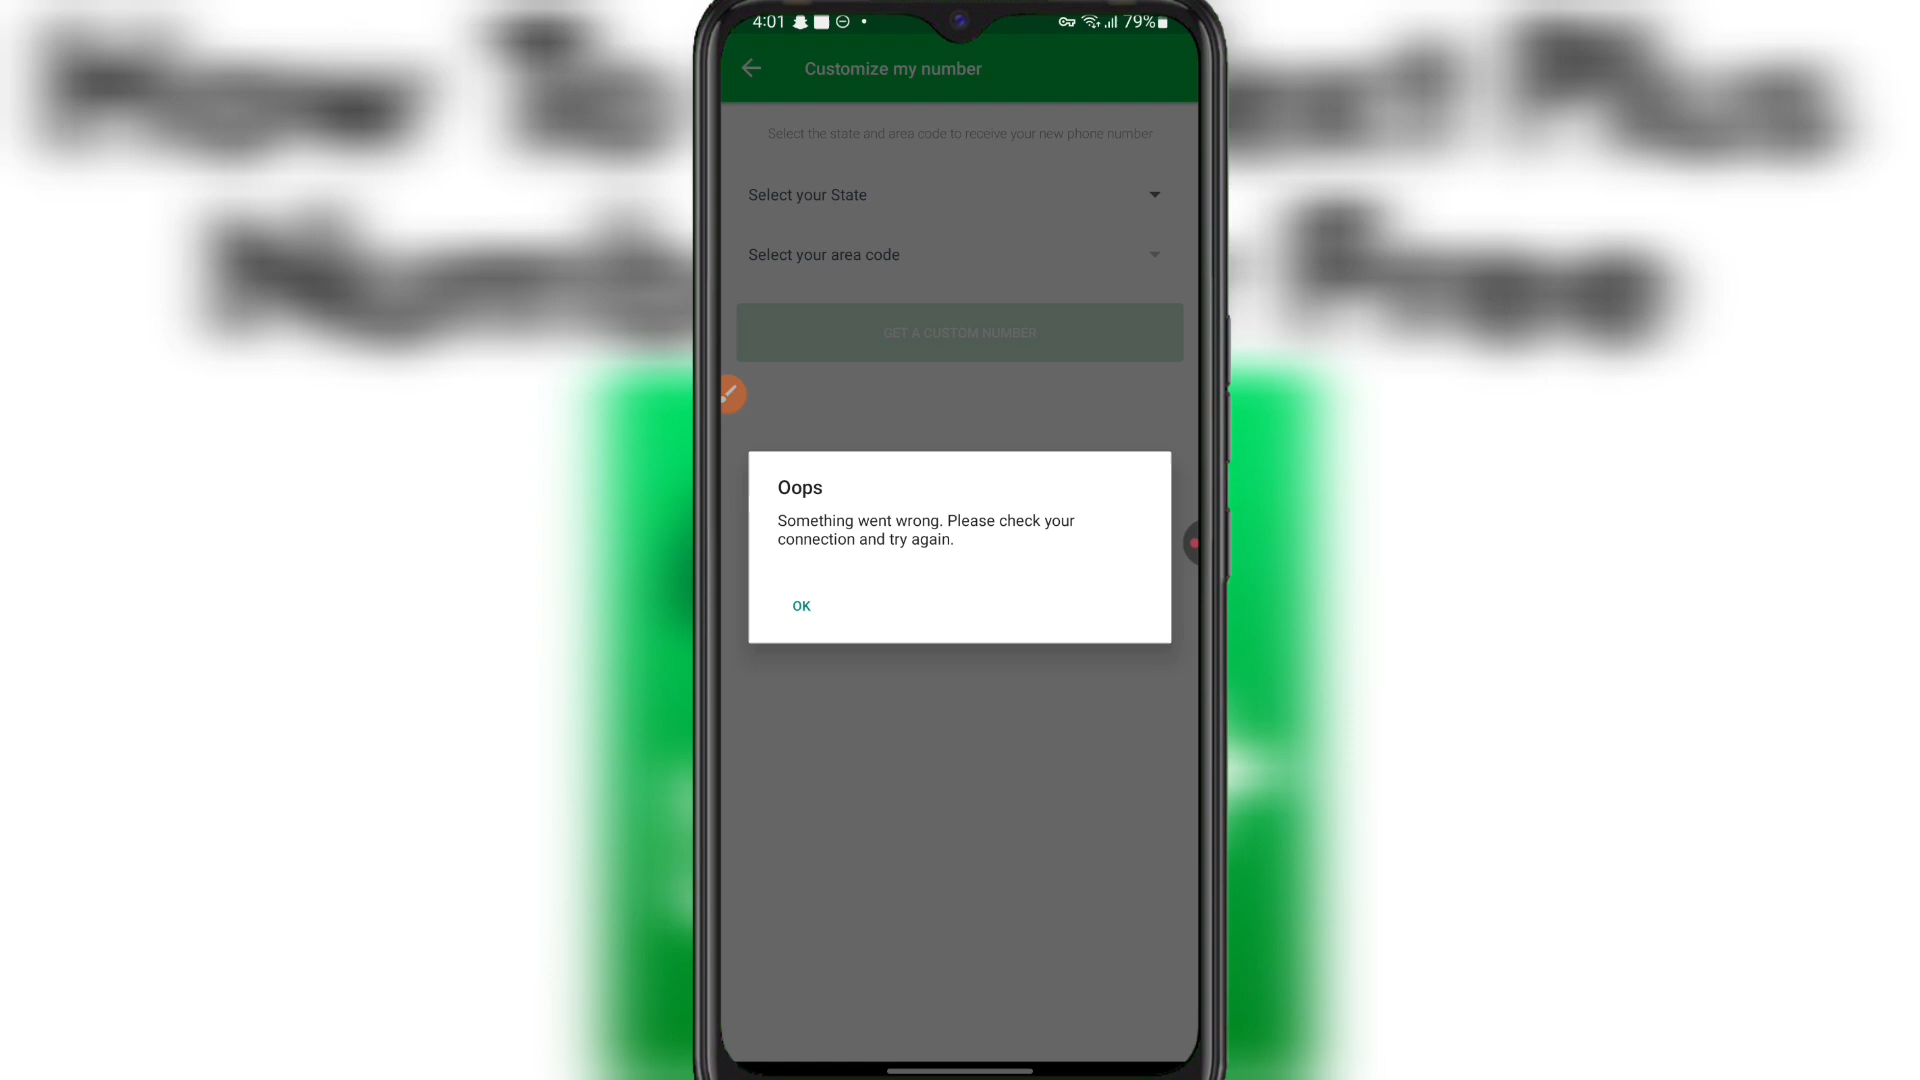 4:01
79%
Customize my number
Select the state and area code to receive your new phone number
Select your State
Select your area code
GET A CUSTOM NUMBER
Oops
Something went wrong. Please check your
connection and try again.
OK